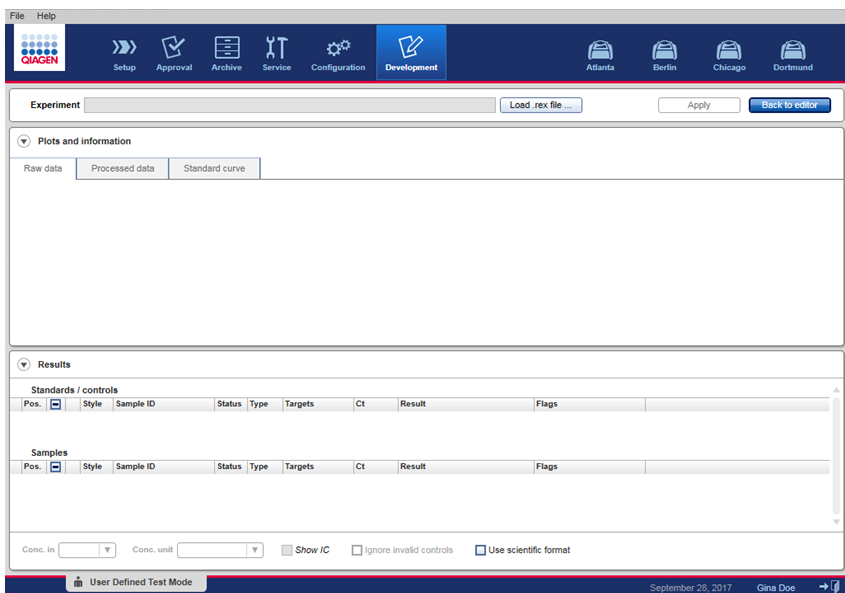 File Help
QIAGEN
Setup Approval Archive Service Configuration Development Atlanta Berlin Chicago Dortmund
Experiment Load .rex file ... Apply Back to editor
Plots and information
Raw data Processed data Standard curve
Results
Standards / controls
Pos. Style Sample ID Status Type Targets Ct Result Flags
Samples
Pos. Style Sample ID Status Type Targets Ct Result Flags
Conc. in Conc. unit Show IC Ignore invalid controls Use scientific format
User Defined Test Mode
September 28, 2017 Gina Doe